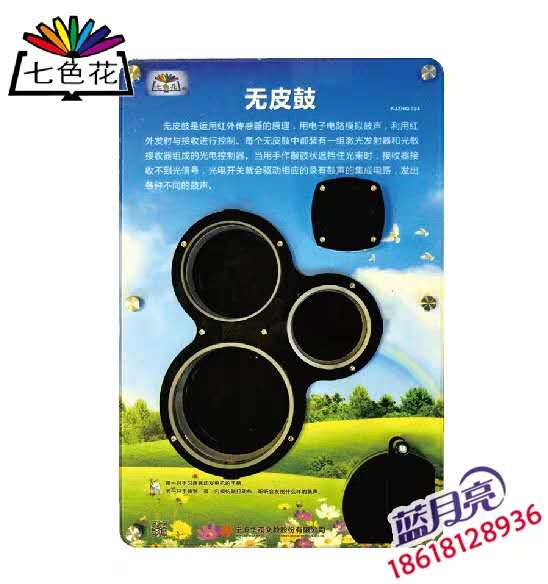 七色花
七色花
无皮鼓
无皮鼓是运用红外传感器的原理，用电子电路模拟鼓声，利用红
外发射与接收进行控制。每个无皮鼓中都装有一组激光发射器和光敏
接收器组成的光电控制器。当用手作敲鼓状遮挡住光束时，接收器接
收不到光信号，光电开关就会驱动相应的录有鼓声的集成电路，发出
各种不同的鼓声。
蓝月亮
18618128936